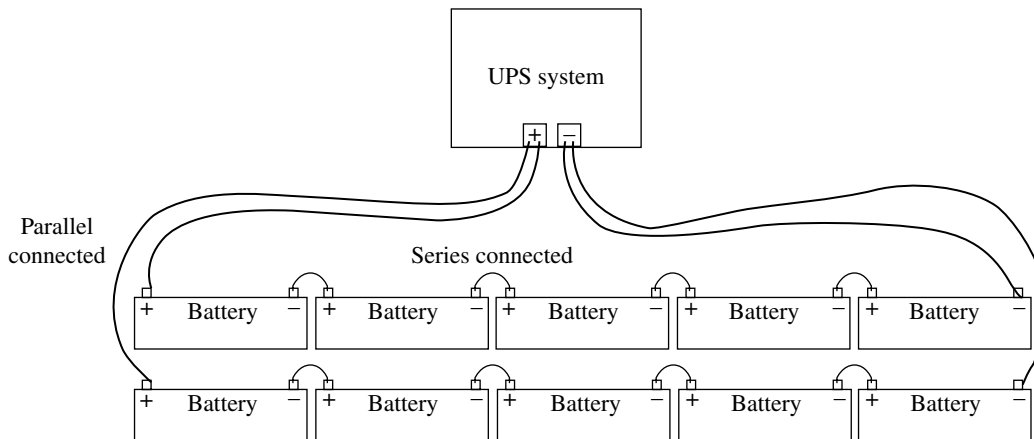 UPS system
+ −
Parallel
connected
Series connected
+ Battery − + Battery − + Battery − + Battery − + Battery −
+ Battery − + Battery − + Battery − + Battery − + Battery −